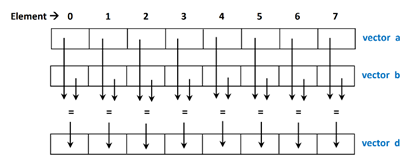 Element → 0 1 2 3 4 5 6 7
vector a
vector b
= = = = = = = =
vector d